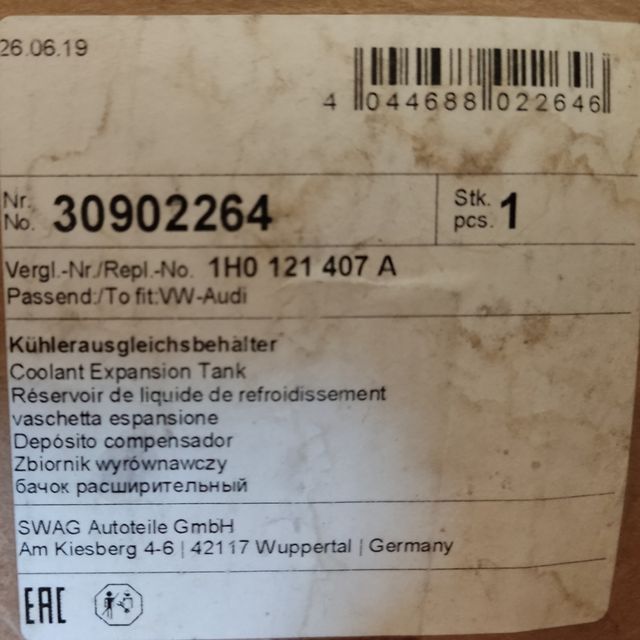 26.06.19
4 044688 022646
Nr.
No. 30902264
Stk.
pcs. 1
Vergl.-Nr./Repl.-No. 1H0 121 407 A
Passend:/To fit:VW-Audi
Kühlerausgleichsbehälter
Coolant Expansion Tank
Réservoir de liquide de refroidissement
vaschetta espansione
Depósito compensador
Zbiornik wyrównawczy
бачок расширительный
SWAG Autoteile GmbH
Am Kiesberg 4-6 | 42117 Wuppertal | Germany
EAC